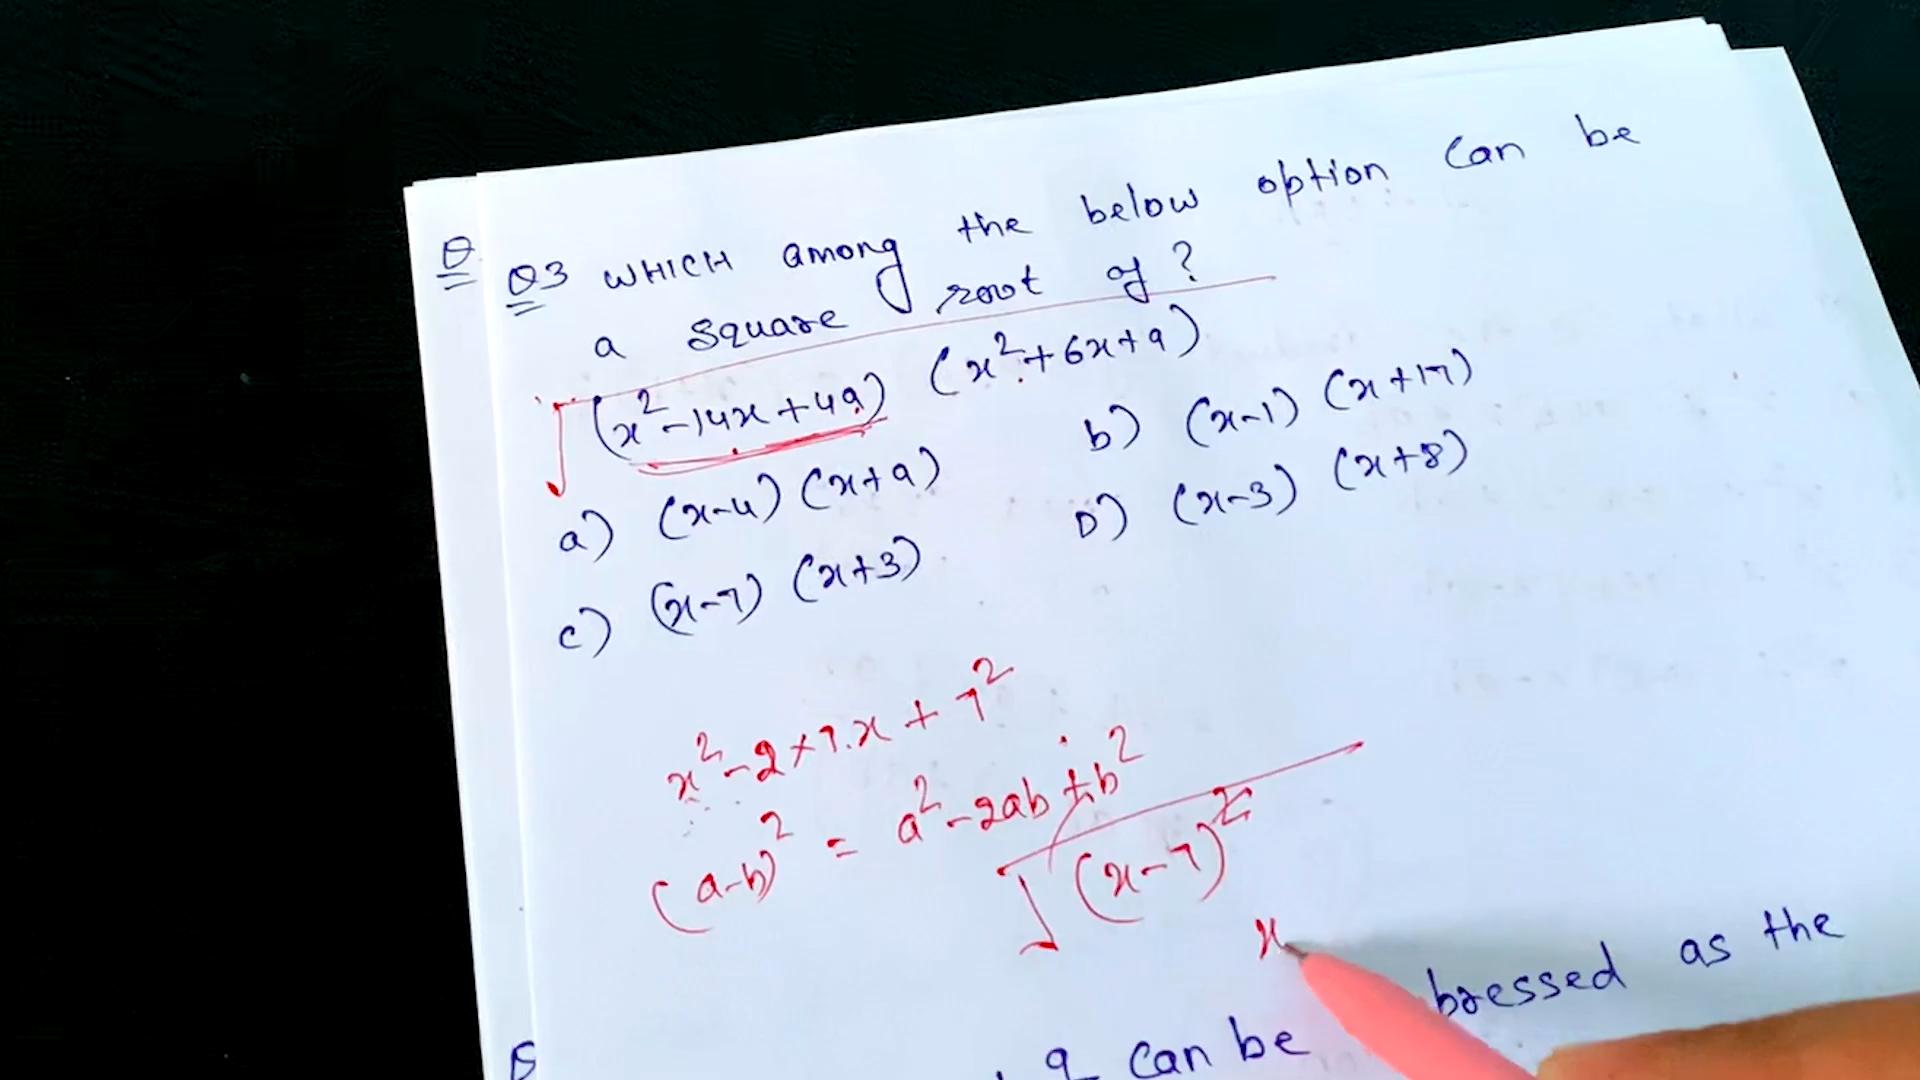 Q Q3 WHICH among the below option can be
a square root of ?
√(x²-14x+49) (x²+6x+9)
a) (x-4) (x+9) b) (x-1) (x+17)
c) (x-7) (x+3) D) (x-3) (x+8)
x²-2×7.x+7²
(a-b)² = a²-2ab+b²
√(x-7)²
x
bressed as the
can be